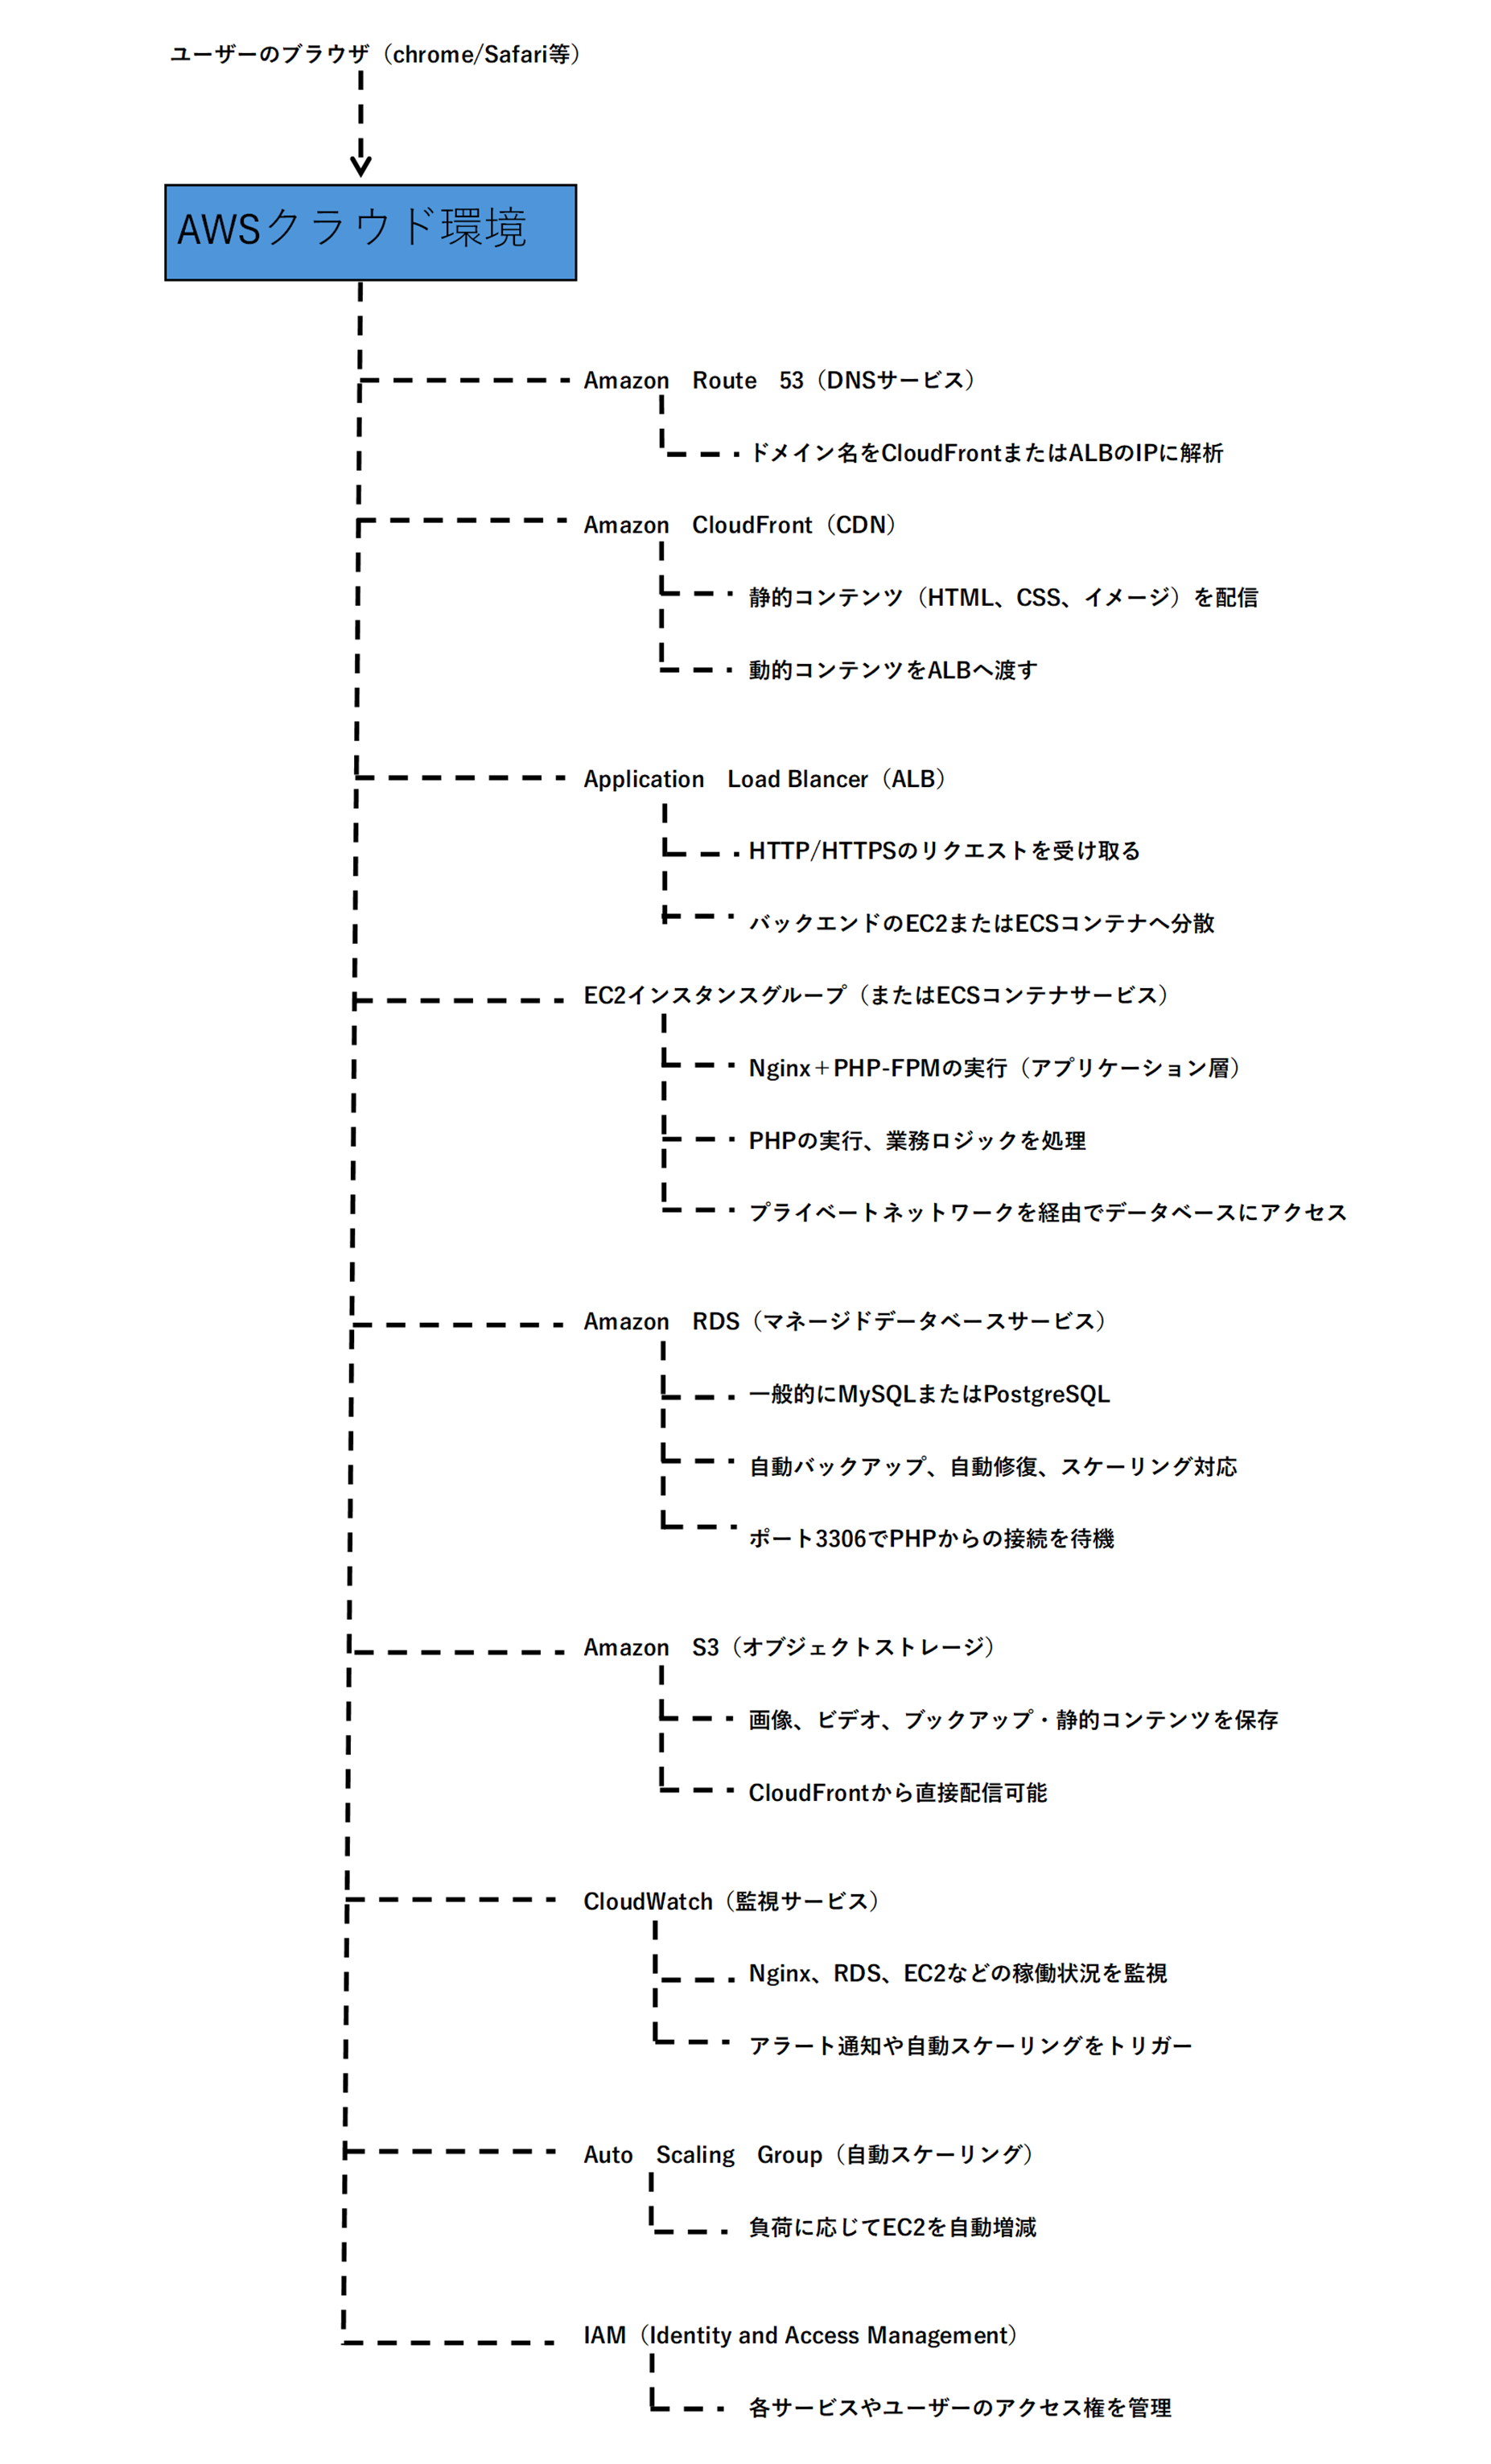 ユーザーのブラウザ（chrome/Safari等）
AWSクラウド環境
Amazon　Route　53（DNSサービス）
ドメイン名をCloudFrontまたはALBのIPに解析
Amazon　CloudFront（CDN）
静的コンテンツ（HTML、CSS、イメージ）を配信
動的コンテンツをALBへ渡す
Application　Load Blancer（ALB）
HTTP/HTTPSのリクエストを受け取る
バックエンドのEC2またはECSコンテナへ分散
EC2インスタンスグループ（またはECSコンテナサービス）
Nginx＋PHP-FPMの実行（アプリケーション層）
PHPの実行、業務ロジックを処理
プライベートネットワークを経由でデータベースにアクセス
Amazon　RDS（マネージドデータベースサービス）
一般的にMySQLまたはPostgreSQL
自動バックアップ、自動修復、スケーリング対応
ポート3306でPHPからの接続を待機
Amazon　S3（オブジェクトストレージ）
画像、ビデオ、ブックアップ・静的コンテンツを保存
CloudFrontから直接配信可能
CloudWatch（監視サービス）
Nginx、RDS、EC2などの稼働状況を監視
アラート通知や自動スケーリングをトリガー
Auto　Scaling　Group（自動スケーリング）
負荷に応じてEC2を自動増減
IAM（Identity and Access Management）
各サービスやユーザーのアクセス権を管理